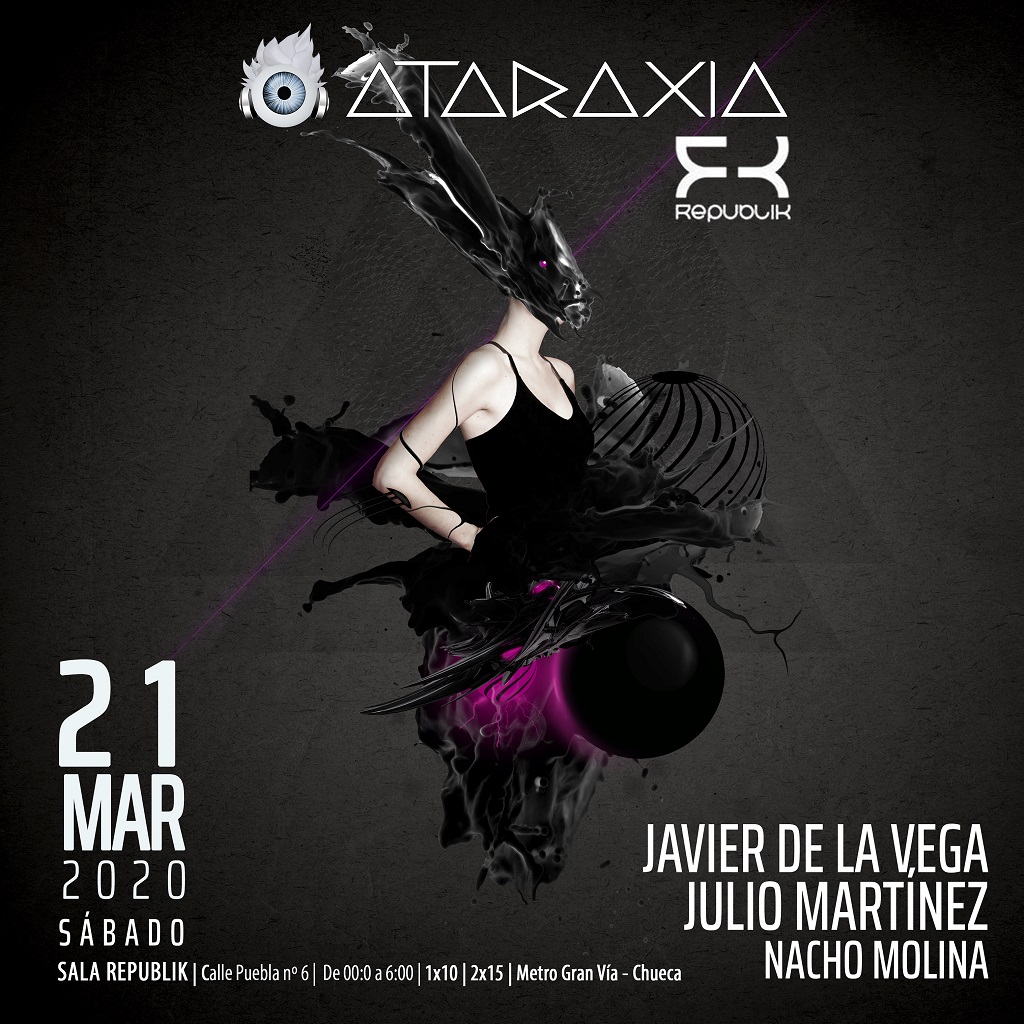 ATARAXIA
RepubliK
21
MAR
2020
SÁBADO
JAVIER DE LA VEGA
JULIO MARTÍNEZ
NACHO MOLINA
SALA REPUBLIK | Calle Puebla nº 6 | De 00:0 a 6:00 | 1x10 | 2x15 | Metro Gran Vía - Chueca